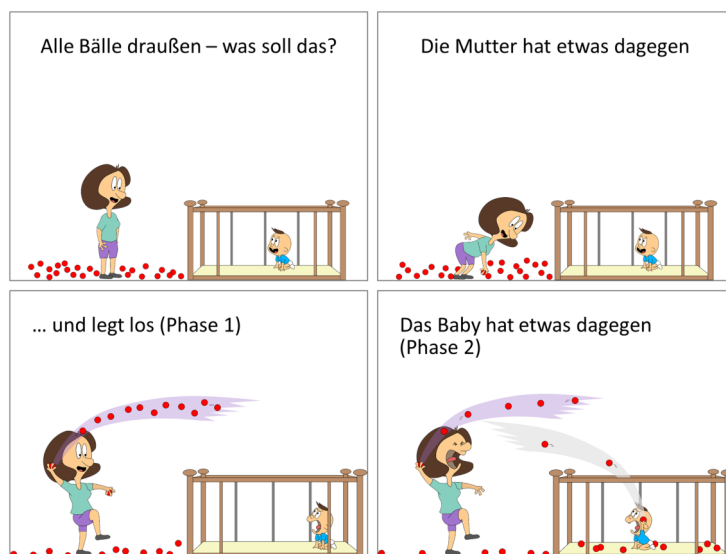 Alle Bälle draußen – was soll das?
Die Mutter hat etwas dagegen
... und legt los (Phase 1)
Das Baby hat etwas dagegen
(Phase 2)